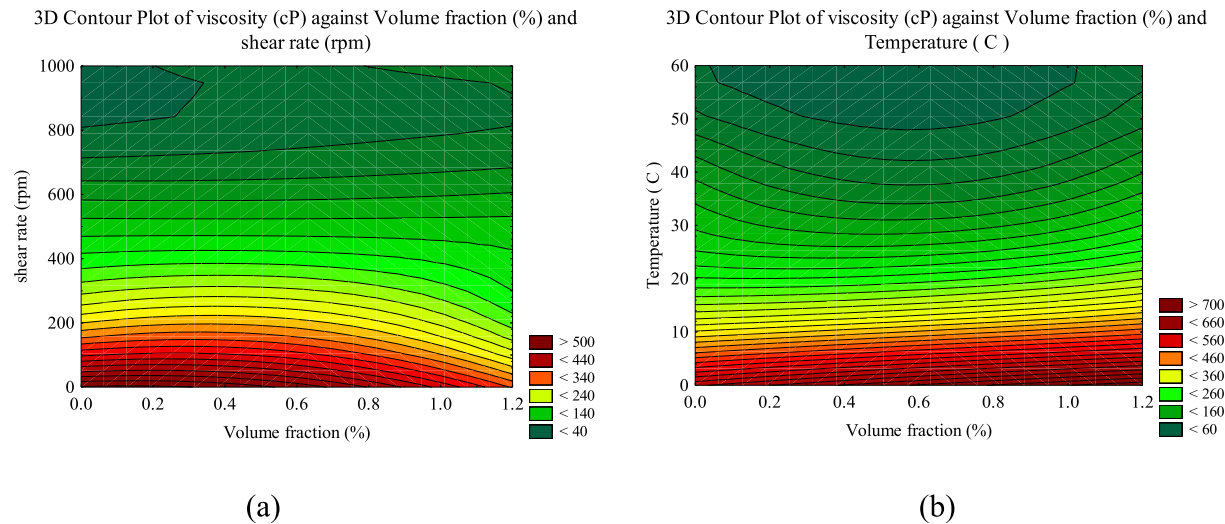 3D Contour Plot of viscosity (cP) against Volume fraction (%) and
shear rate (rpm)
1000
800
600
400
200
0
shear rate (rpm)
0.0 0.2 0.4 0.6 0.8 1.0 1.2
Volume fraction (%)
> 500
< 440
< 340
< 240
< 140
< 40
(a)
3D Contour Plot of viscosity (cP) against Volume fraction (%) and
Temperature ( C )
60
50
40
30
20
10
0
Temperature ( C )
0.0 0.2 0.4 0.6 0.8 1.0 1.2
Volume fraction (%)
> 700
< 660
< 560
< 460
< 360
< 260
< 160
< 60
(b)